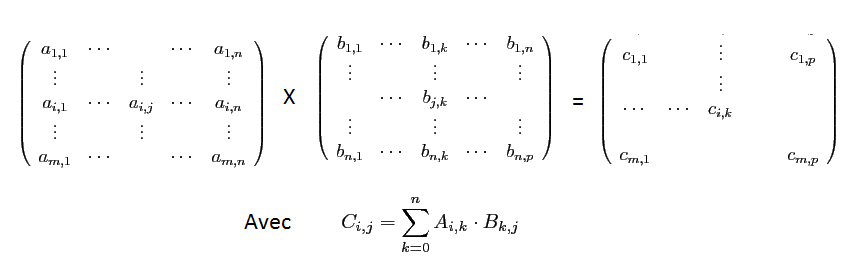 ( a_{1,1} ⋯ ⋯ a_{1,n} ) ( b_{1,1} ⋯ b_{1,k} ⋯ b_{1,n} ) ( c_{1,1} ⋮ c_{1,p} )
⋮ ⋮ ⋮ ⋮ ⋮ ⋮ ⋮
a_{i,1} ⋯ a_{i,j} ⋯ a_{i,n} X ⋯ b_{j,k} ⋯ = ⋯ ⋯ c_{i,k}
⋮ ⋮ ⋮ ⋮ ⋮ ⋮
a_{m,1} ⋯ ⋯ a_{m,n} b_{n,1} ⋯ b_{n,k} ⋯ b_{n,p} c_{m,1} c_{m,p}
Avec C_{i,j} = \sum_{k=0}^{n} A_{i,k} · B_{k,j}